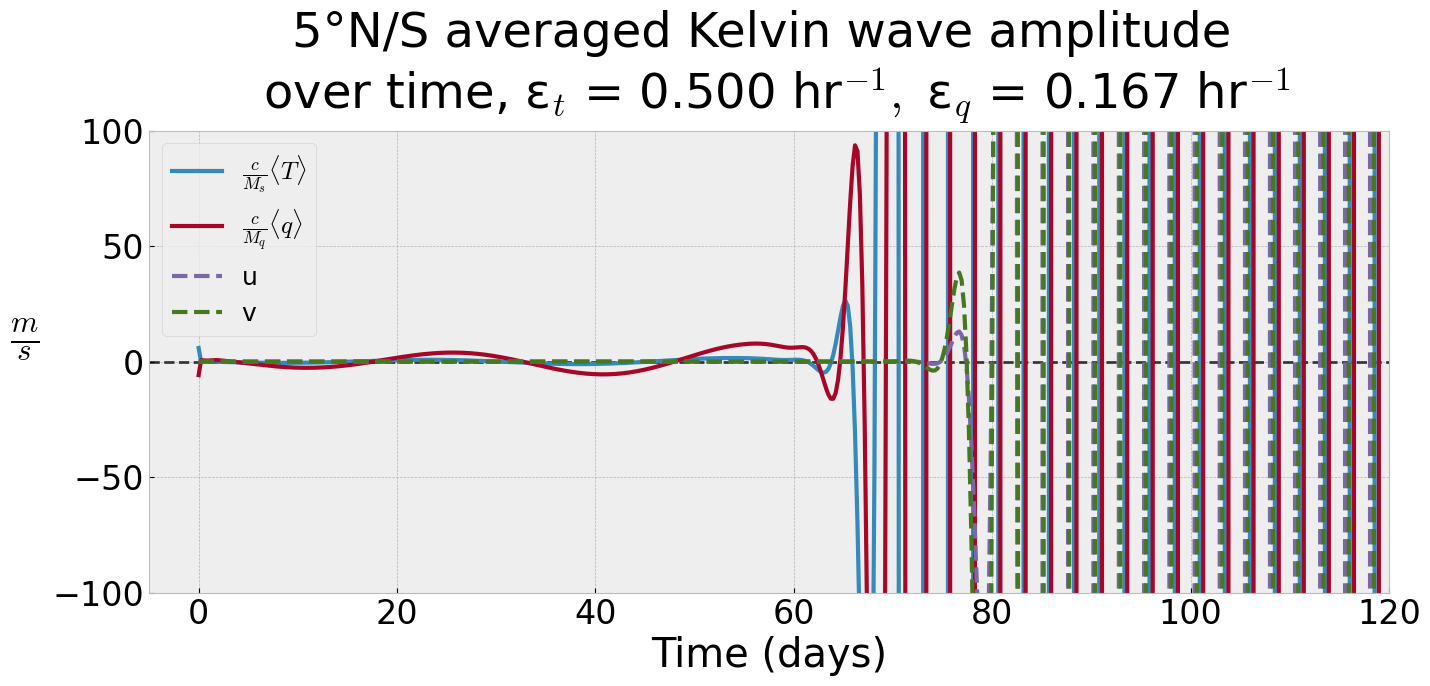 5°N/S averaged Kelvin wave amplitude
over time, ε_t = 0.500 hr⁻¹, ε_q = 0.167 hr⁻¹
100
50
0
−50
−100
m/s
c/M_s ⟨T⟩
c/M_q ⟨q⟩
u
v
0 20 40 60 80 100 120
Time (days)